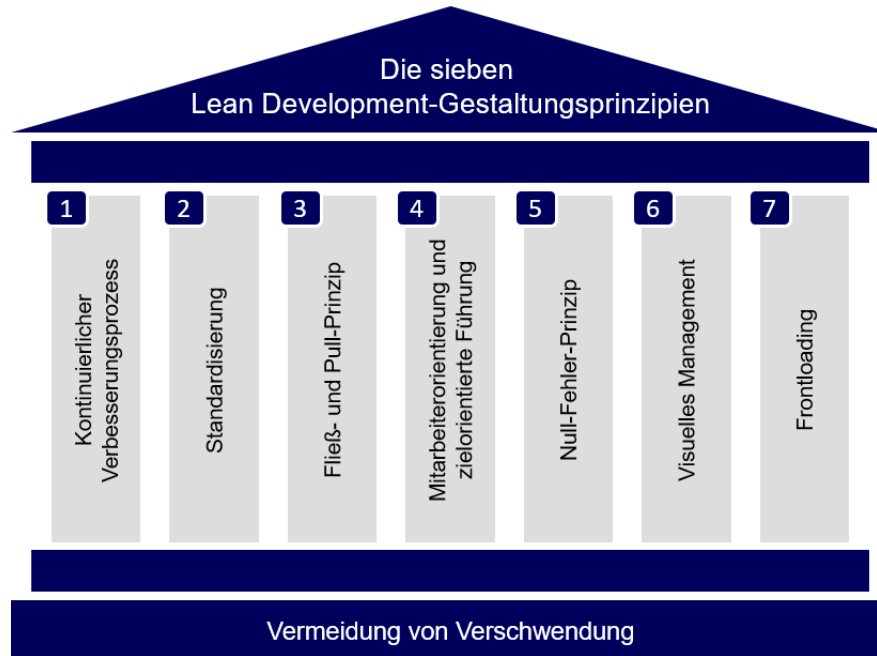 Die sieben
Lean Development-Gestaltungsprinzipien
1
Kontinuierlicher
Verbesserungsprozess
2
Standardisierung
3
Fließ- und Pull-Prinzip
4
Mitarbeiterorientierung und
zielorientierte Führung
5
Null-Fehler-Prinzip
6
Visuelles Management
7
Frontloading
Vermeidung von Verschwendung